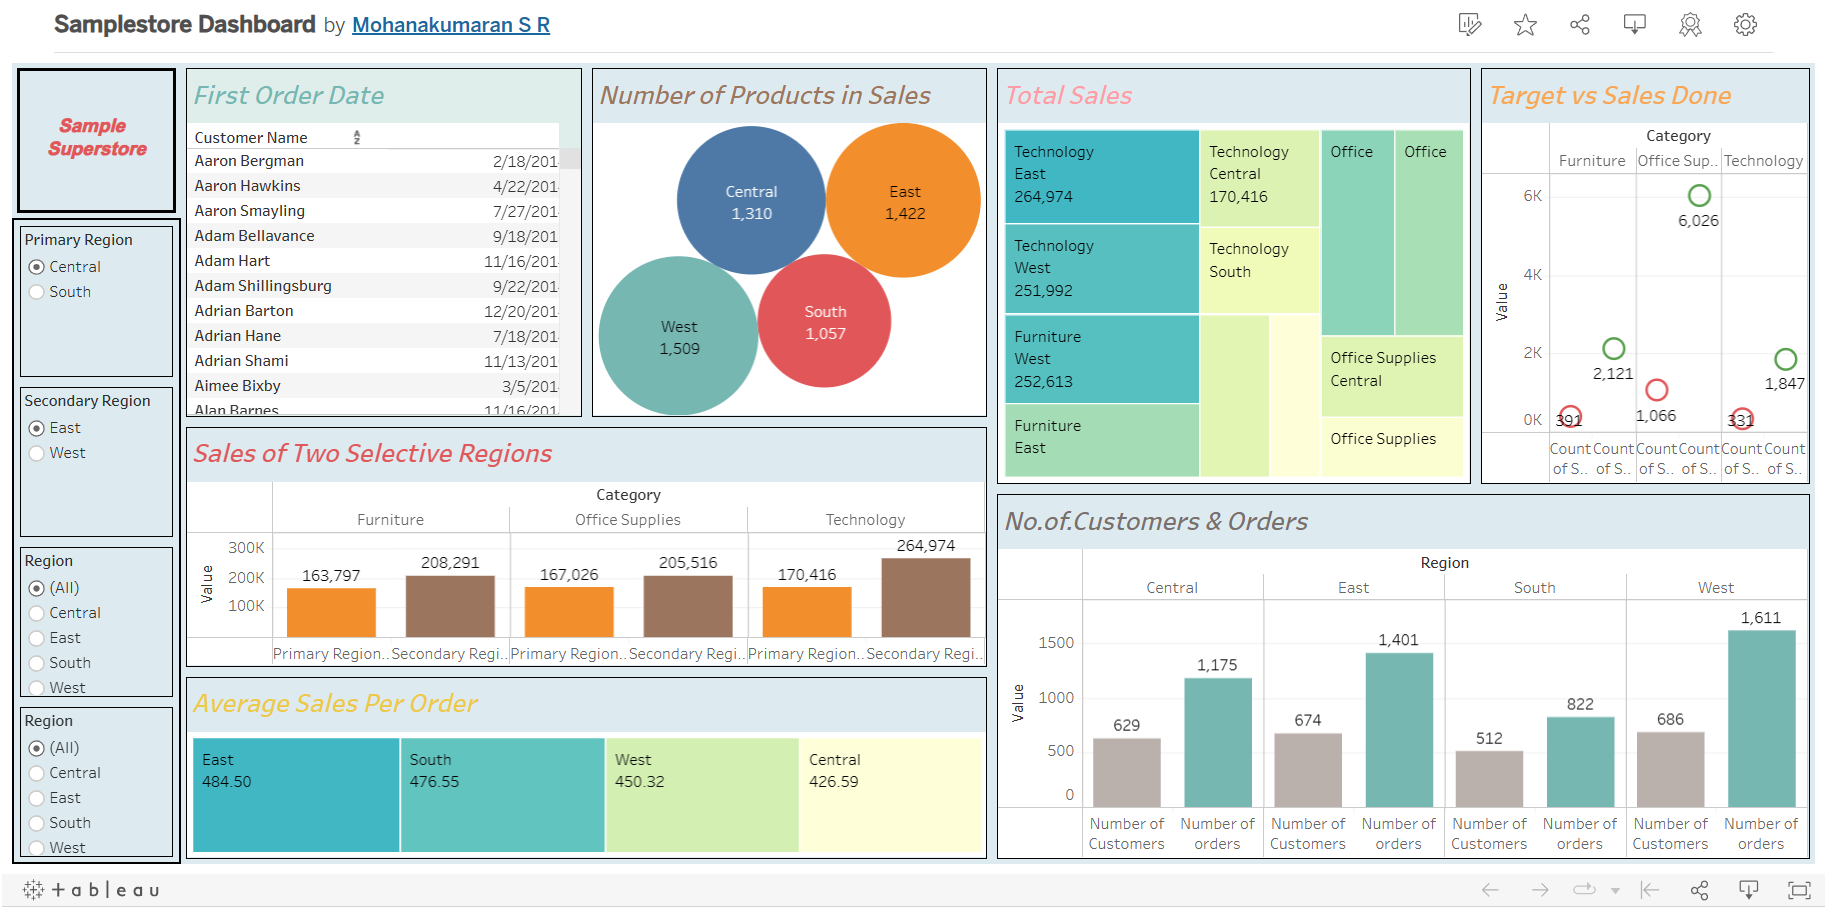 Samplestore Dashboard by Mohanakumaran S R
Sample
Superstore
Primary Region
Central
South
Secondary Region
East
West
Region
(All)
Central
East
South
West
Region
(All)
Central
East
South
West
First Order Date
Customer Name
Aaron Bergman 2/18/201
Aaron Hawkins 4/22/201
Aaron Smayling 7/27/201
Adam Bellavance 9/18/201
Adam Hart 11/16/201
Adam Shillingsburg 9/22/201
Adrian Barton 12/20/201
Adrian Hane 7/18/201
Adrian Shami 11/13/201
Aimee Bixby 3/5/201
Alan Barnes 11/16/201
Number of Products in Sales
Central
1,310
East
1,422
West
1,509
South
1,057
Total Sales
Technology
East
264,974
Technology
West
251,992
Furniture
West
252,613
Furniture
East
Technology
Central
170,416
Technology
South
Office
Office
Office Supplies
Central
Office Supplies
Target vs Sales Done
Category
Furniture Office Sup.. Technology
Value
6K
4K
2K
0K
391
2,121
1,066
6,026
331
1,847
Count Count Count Count Count Count
of S.. of S.. of S.. of S.. of S.. of S..
Sales of Two Selective Regions
Category
Furniture Office Supplies Technology
Value
300K
200K
100K
163,797 208,291 167,026 205,516 170,416 264,974
Primary Region.. Secondary Regi.. Primary Region.. Secondary Regi.. Primary Region.. Secondary Regi..
Average Sales Per Order
East
484.50
South
476.55
West
450.32
Central
426.59
No.of.Customers & Orders
Region
Central East South West
Value
1500
1000
500
0
629 1,175 674 1,401 512 822 686 1,611
Number of Number of Number of Number of Number of Number of Number of Number of
Customers orders Customers orders Customers orders Customers orders
+ableau